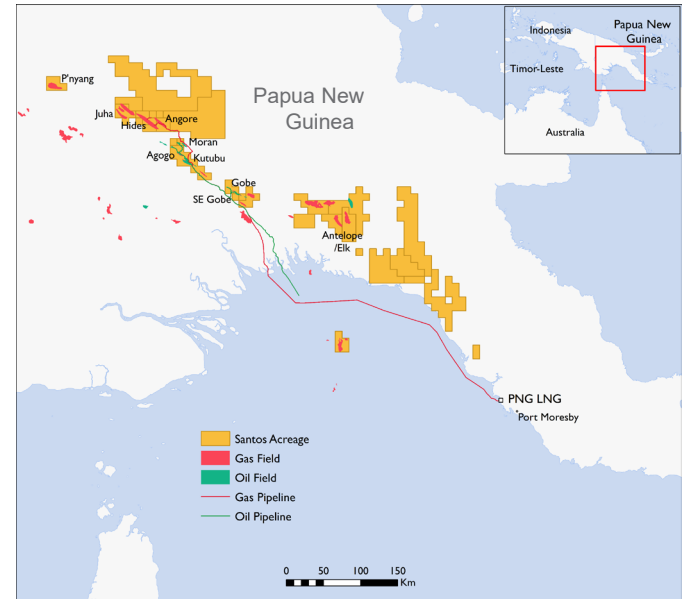 Papua New
Guinea
Indonesia
Timor-Leste
Australia
P'nyang
Juha
Hides
Angore
Moran
Agogo
Kutubu
Gobe
SE Gobe
Papua New
Guinea
Antelope
/Elk
PNG LNG
Port Moresby
Santos Acreage
Gas Field
Oil Field
Gas Pipeline
Oil Pipeline
0 50 100 150
Km